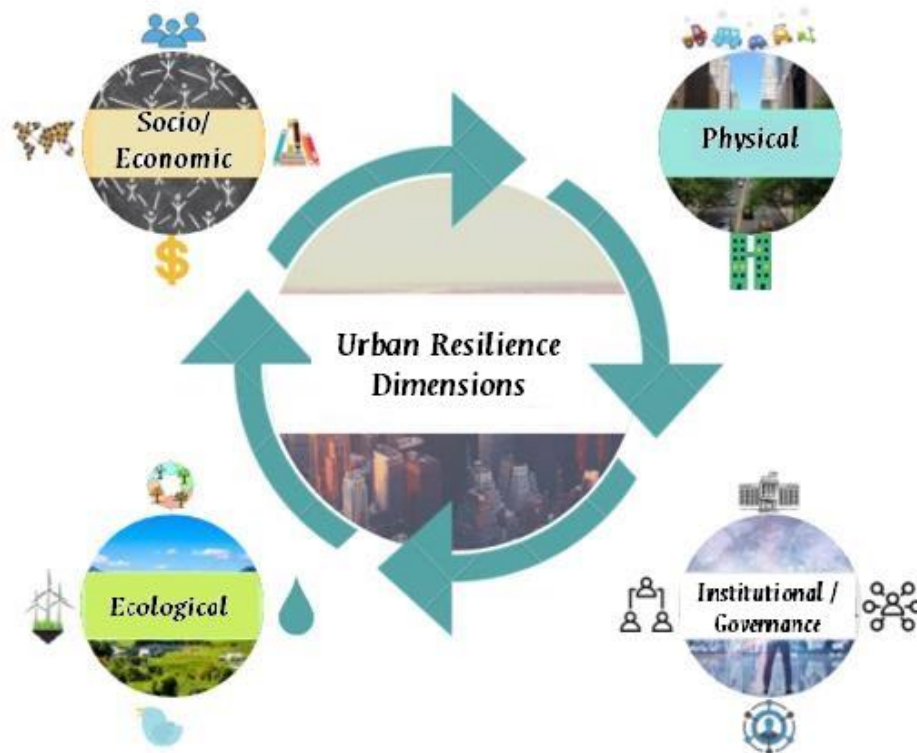 Socio/
Economic
Physical
Urban Resilience
Dimensions
Ecological
Institutional /
Governance